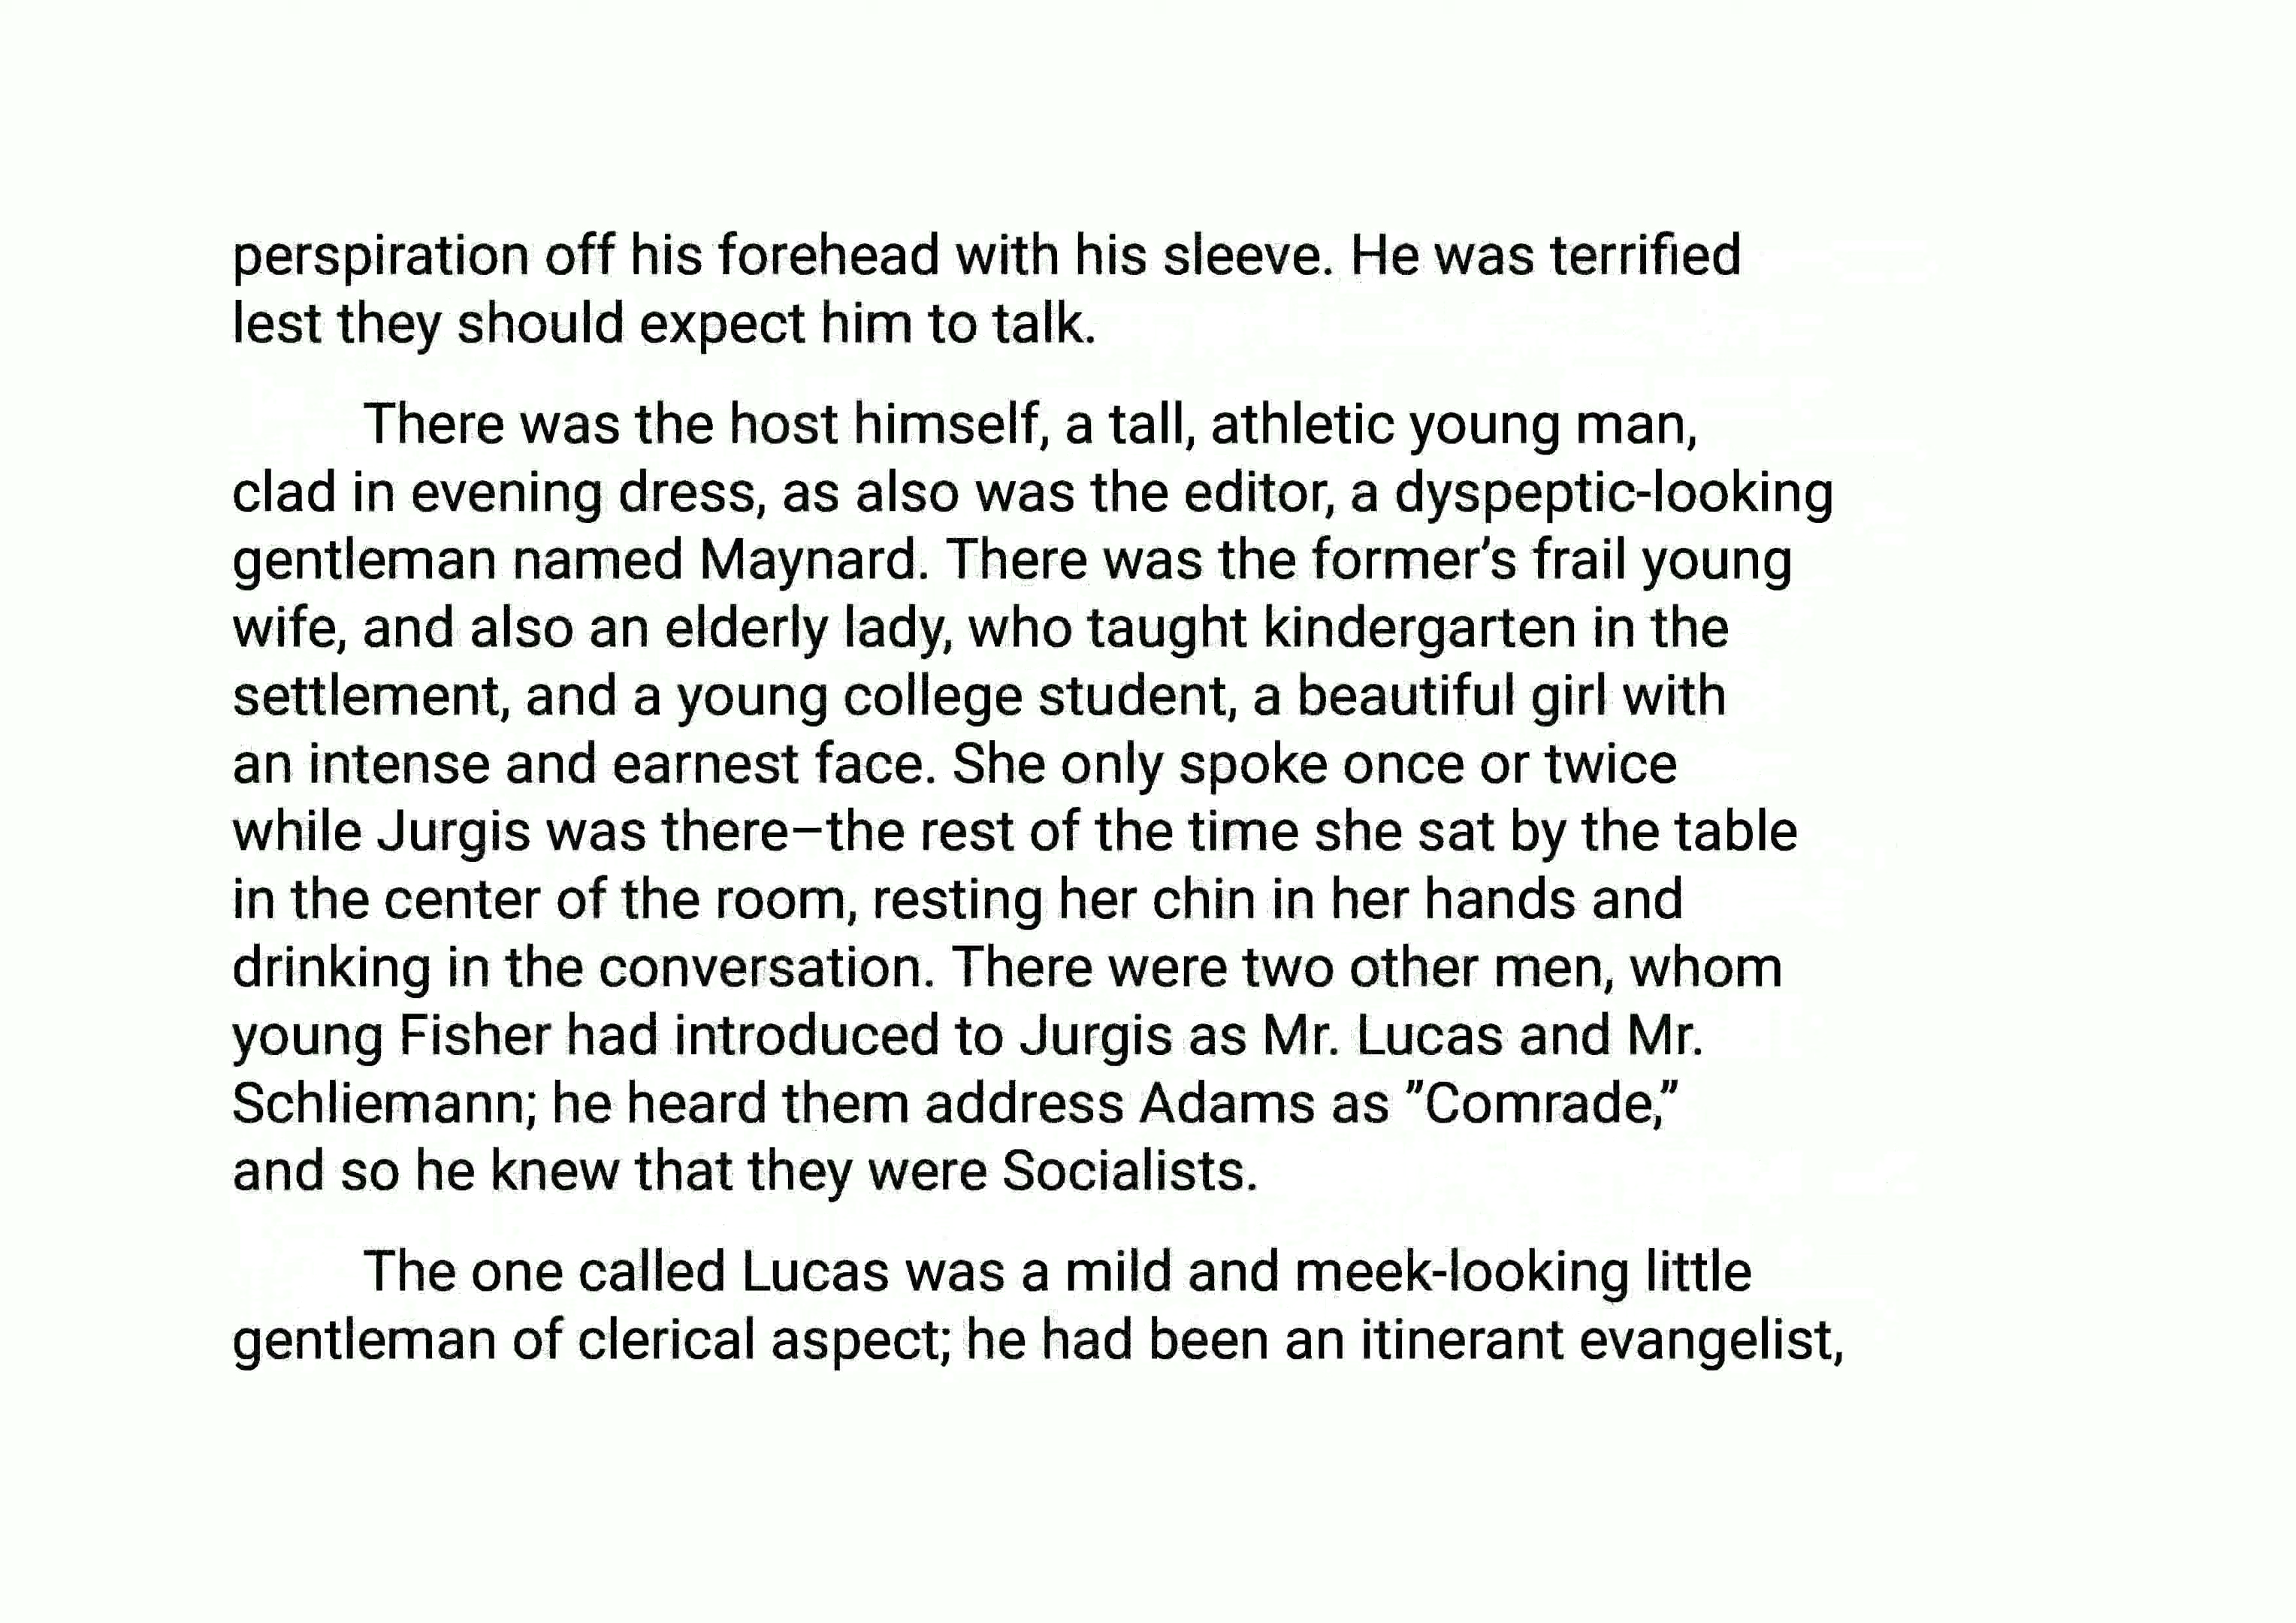 perspiration off his forehead with his sleeve. He was terrified
lest they should expect him to talk.
There was the host himself, a tall, athletic young man,
clad in evening dress, as also was the editor, a dyspeptic-looking
gentleman named Maynard. There was the former's frail young
wife, and also an elderly lady, who taught kindergarten in the
settlement, and a young college student, a beautiful girl with
an intense and earnest face. She only spoke once or twice
while Jurgis was there–the rest of the time she sat by the table
in the center of the room, resting her chin in her hands and
drinking in the conversation. There were two other men, whom
young Fisher had introduced to Jurgis as Mr. Lucas and Mr.
Schliemann; he heard them address Adams as "Comrade,"
and so he knew that they were Socialists.
The one called Lucas was a mild and meek-looking little
gentleman of clerical aspect; he had been an itinerant evangelist,